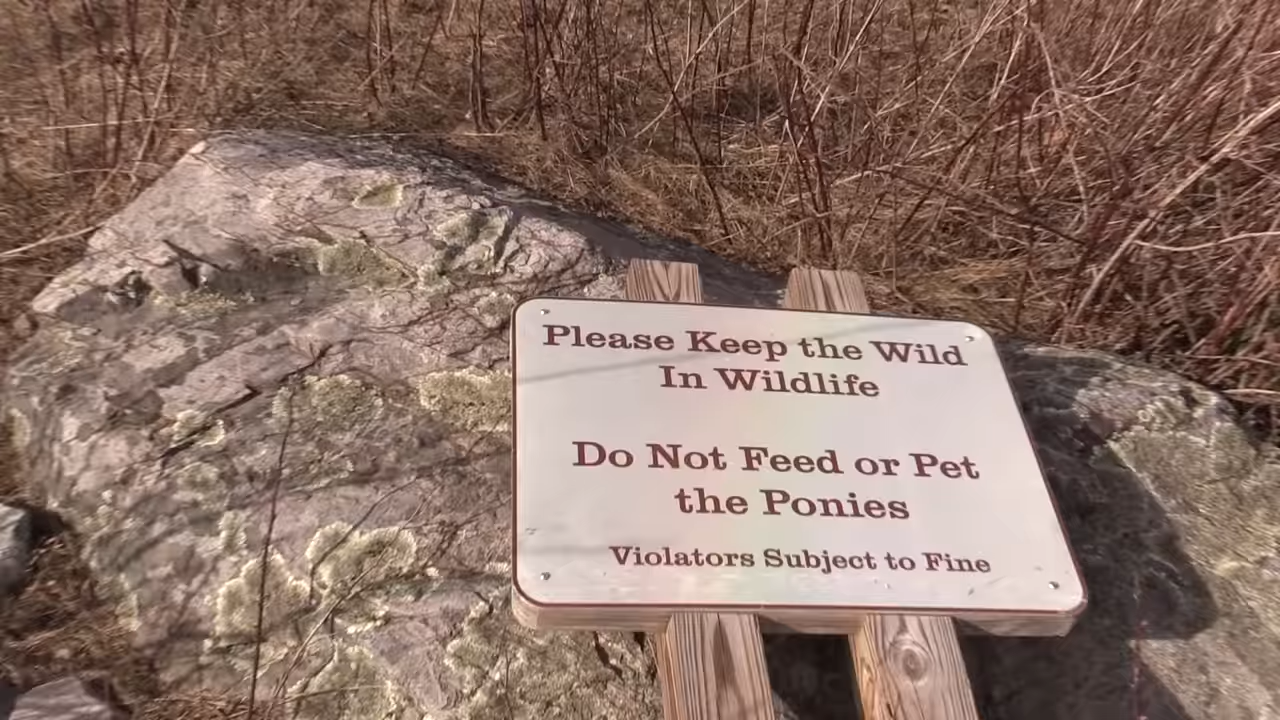 Please Keep the Wild
In Wildlife
Do Not Feed or Pet
the Ponies
Violators Subject to Fine